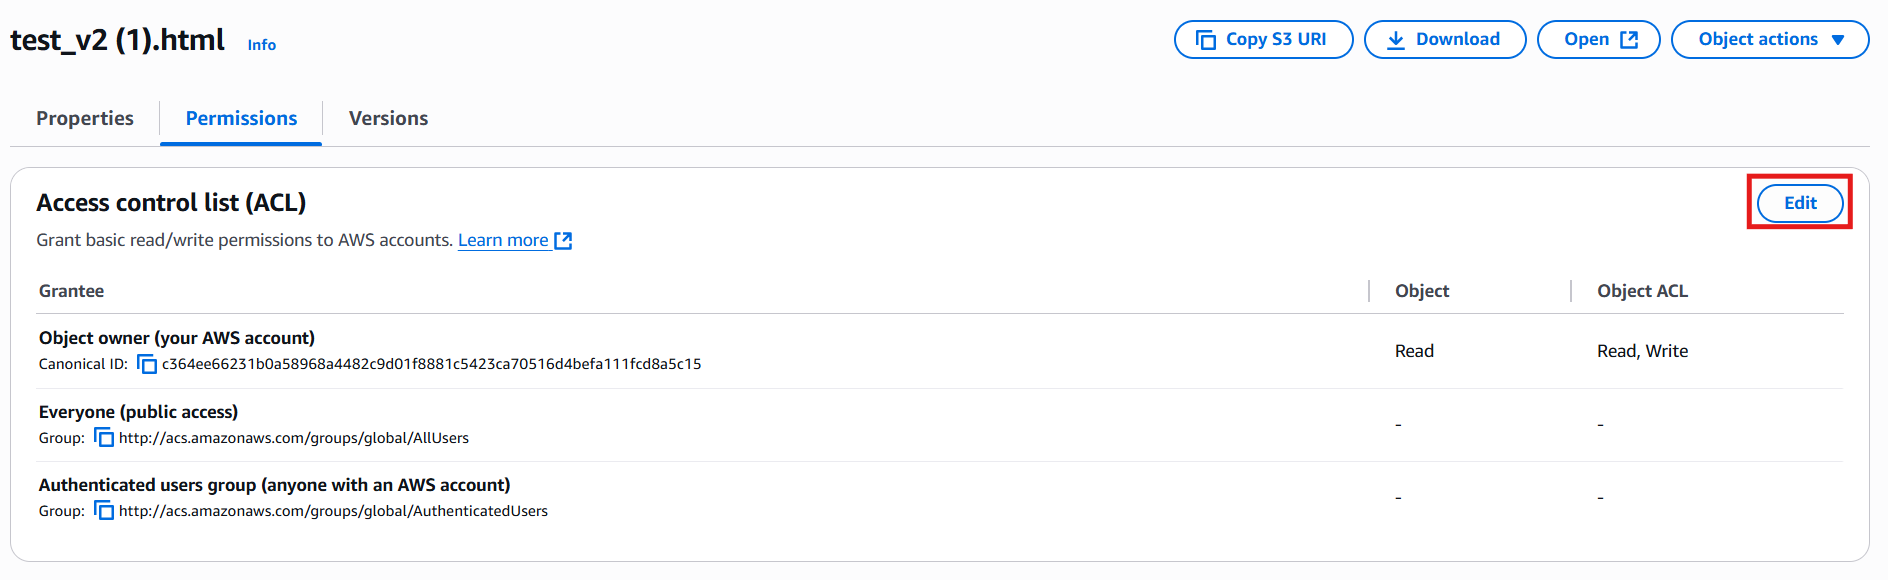 test_v2 (1).html Info Copy S3 URI Download Open Object actions
Properties Permissions Versions
Access control list (ACL) Edit
Grant basic read/write permissions to AWS accounts. Learn more
Grantee Object Object ACL
Object owner (your AWS account)
Canonical ID: c364ee66231b0a58968a4482c9d01f8881c5423ca70516d4befa111fcd8a5c15
Read Read, Write
Everyone (public access)
Group: http://acs.amazonaws.com/groups/global/AllUsers
- -
Authenticated users group (anyone with an AWS account)
Group: http://acs.amazonaws.com/groups/global/AuthenticatedUsers
- -